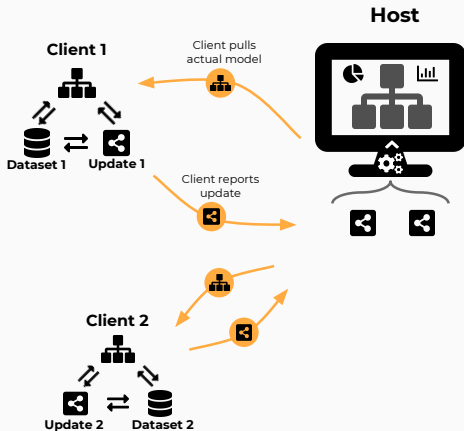 Host
Client 1
Client pulls
actual model
Dataset 1
Update 1
Client reports
update
Client 2
Update 2
Dataset 2